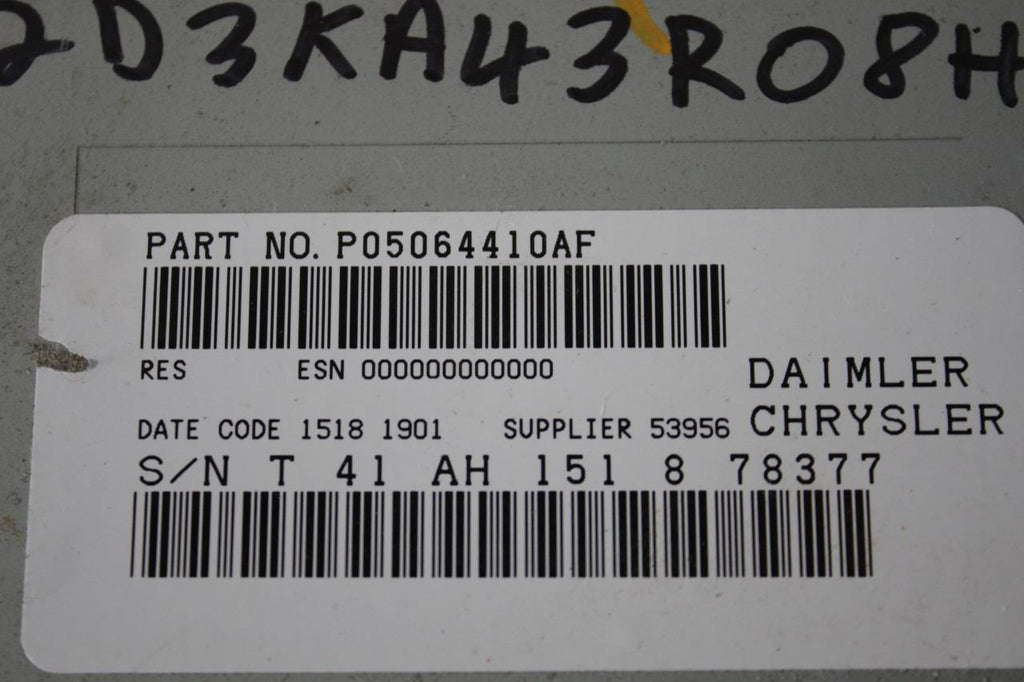 2D3KA43R08H
PART NO. P05064410AF
RES ESN 000000000000
DAIMLER
CHRYSLER
DATE CODE 1518 1901 SUPPLIER 53956
S/N T 41 AH 151 8 78377